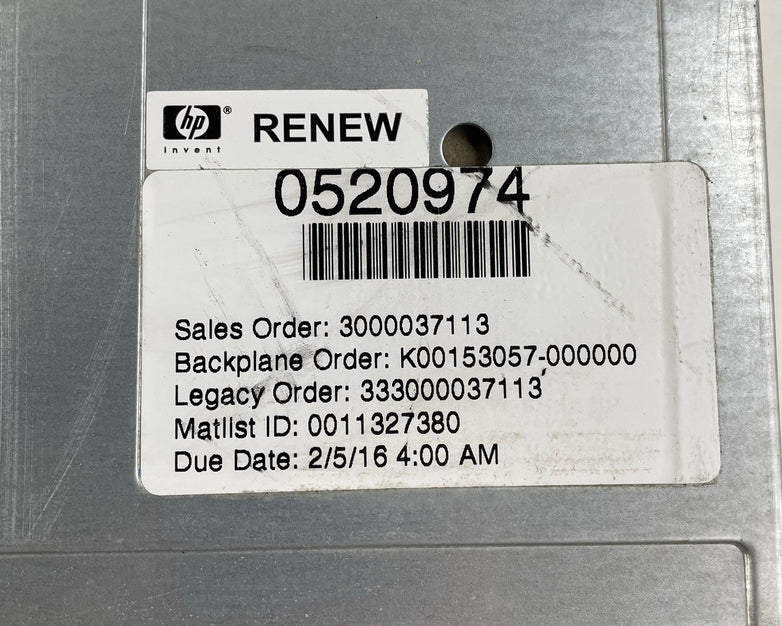 hp®
invent
RENEW
0520974
Sales Order: 3000037113
Backplane Order: K00153057-000000
Legacy Order: 333000037113
Matlist ID: 0011327380
Due Date: 2/5/16 4:00 AM